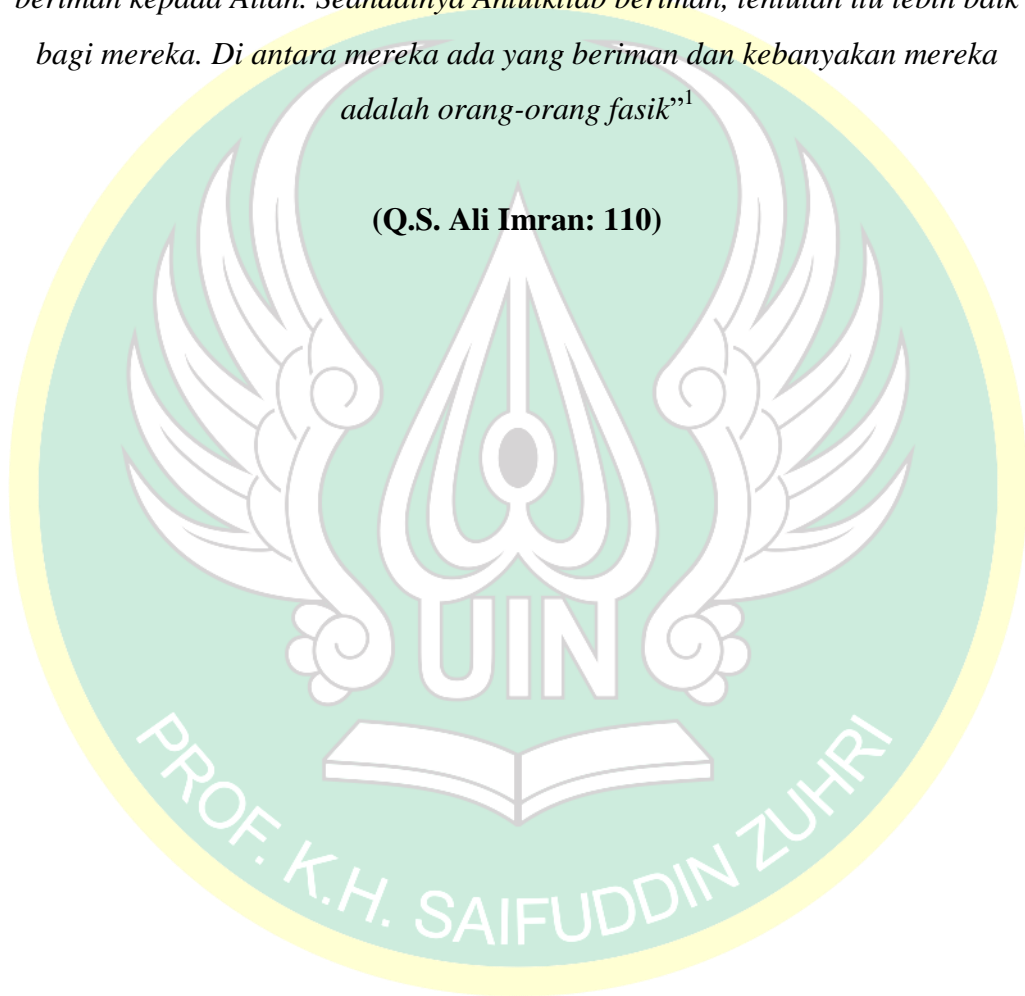 beriman kepada Allah. Seandainya Ahlulkitab beriman, tentulah itu lebih baik
bagi mereka. Di antara mereka ada yang beriman dan kebanyakan mereka
adalah orang-orang fasik”1
(Q.S. Ali Imran: 110)
UIN
PROF. K.H. SAIFUDDIN ZUHRI